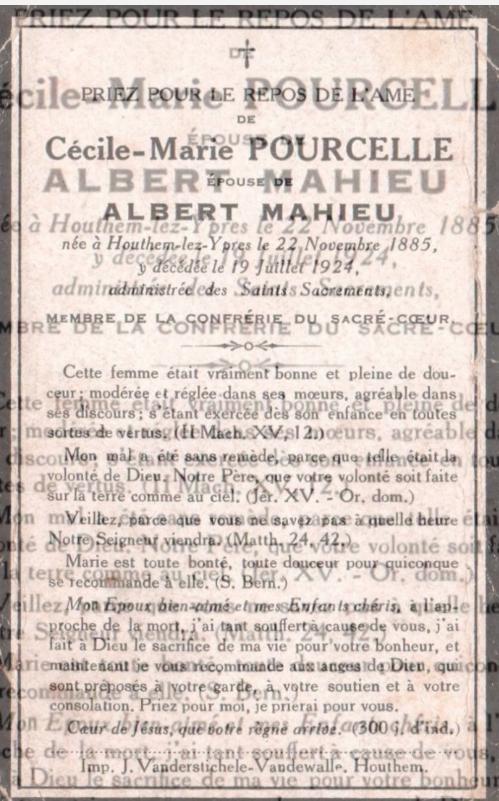 PRIEZ POUR LE REPOS DE L'AME
DE
Cécile-Marie POURCELLE
ÉPOUSE DE
ALBERT MAHIEU
née à Houthem-lez-Ypres le 22 Novembre 1885,
y décédée le 19 Juillet 1924,
administrée des Saints Sacrements,
MEMBRE DE LA CONFRÉRIE DU SACRÉ-CŒUR
Cette femme était vraiment bonne et pleine de dou-
ceur; modérée et réglée dans ses mœurs, agréable dans
ses discours; s'étant exercée dès son enfance en toutes
sortes de vertus. (II Mach. XV, 12.)
Mon mal a été sans remède, parce que telle était la
volonté de Dieu. Notre Père, que votre volonté soit faite
sur la terre comme au ciel. (Jér. XV. - Or. dom.)
Veillez, parce que vous ne savez pas à quelle heure
Notre Seigneur viendra. (Matth. 24, 42.)
Marie est toute bonté, toute douceur pour quiconque
se recommande à elle. (S. Bern.)
Mon Epoux bien-aimé et mes Enfants chéris, à l'ap-
proche de la mort, j'ai tant souffert à cause de vous, j'ai
fait à Dieu le sacrifice de ma vie pour votre bonheur, et
maintenant je vous recommande aux anges de Dieu, qui
sont préposés à votre garde, à votre soutien et à votre
consolation. Priez pour moi, je prierai pour vous.
Cœur de Jésus, que votre règne arrive. (300 j. d'ind.)
Imp. J. Vanderstichele-Vandewalle, Houthem.